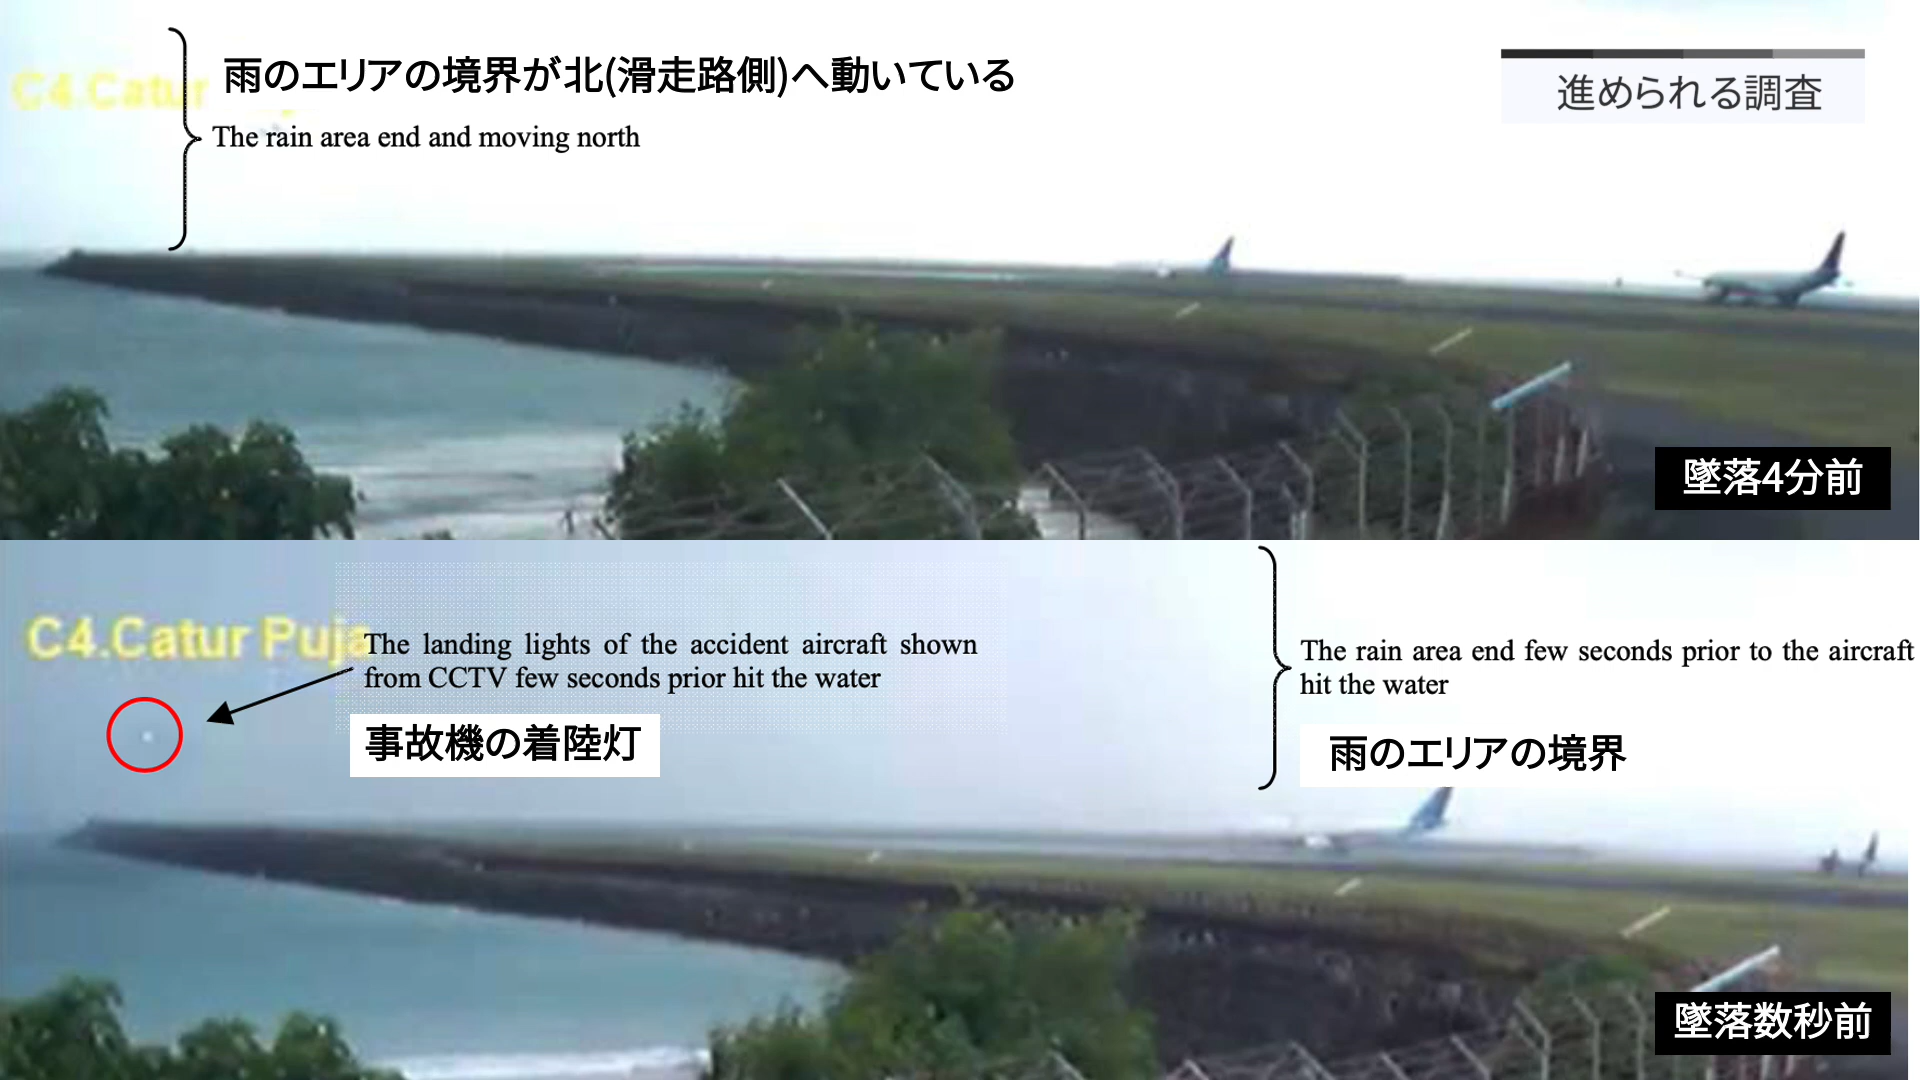 C4.Catur
雨のエリアの境界が北(滑走路側)へ動いている
The rain area end and moving north
進められる調査
墜落4分前
C4.Catur Puja
The landing lights of the accident aircraft shown
from CCTV few seconds prior hit the water
事故機の着陸灯
The rain area end few seconds prior to the aircraft
hit the water
雨のエリアの境界
墜落数秒前